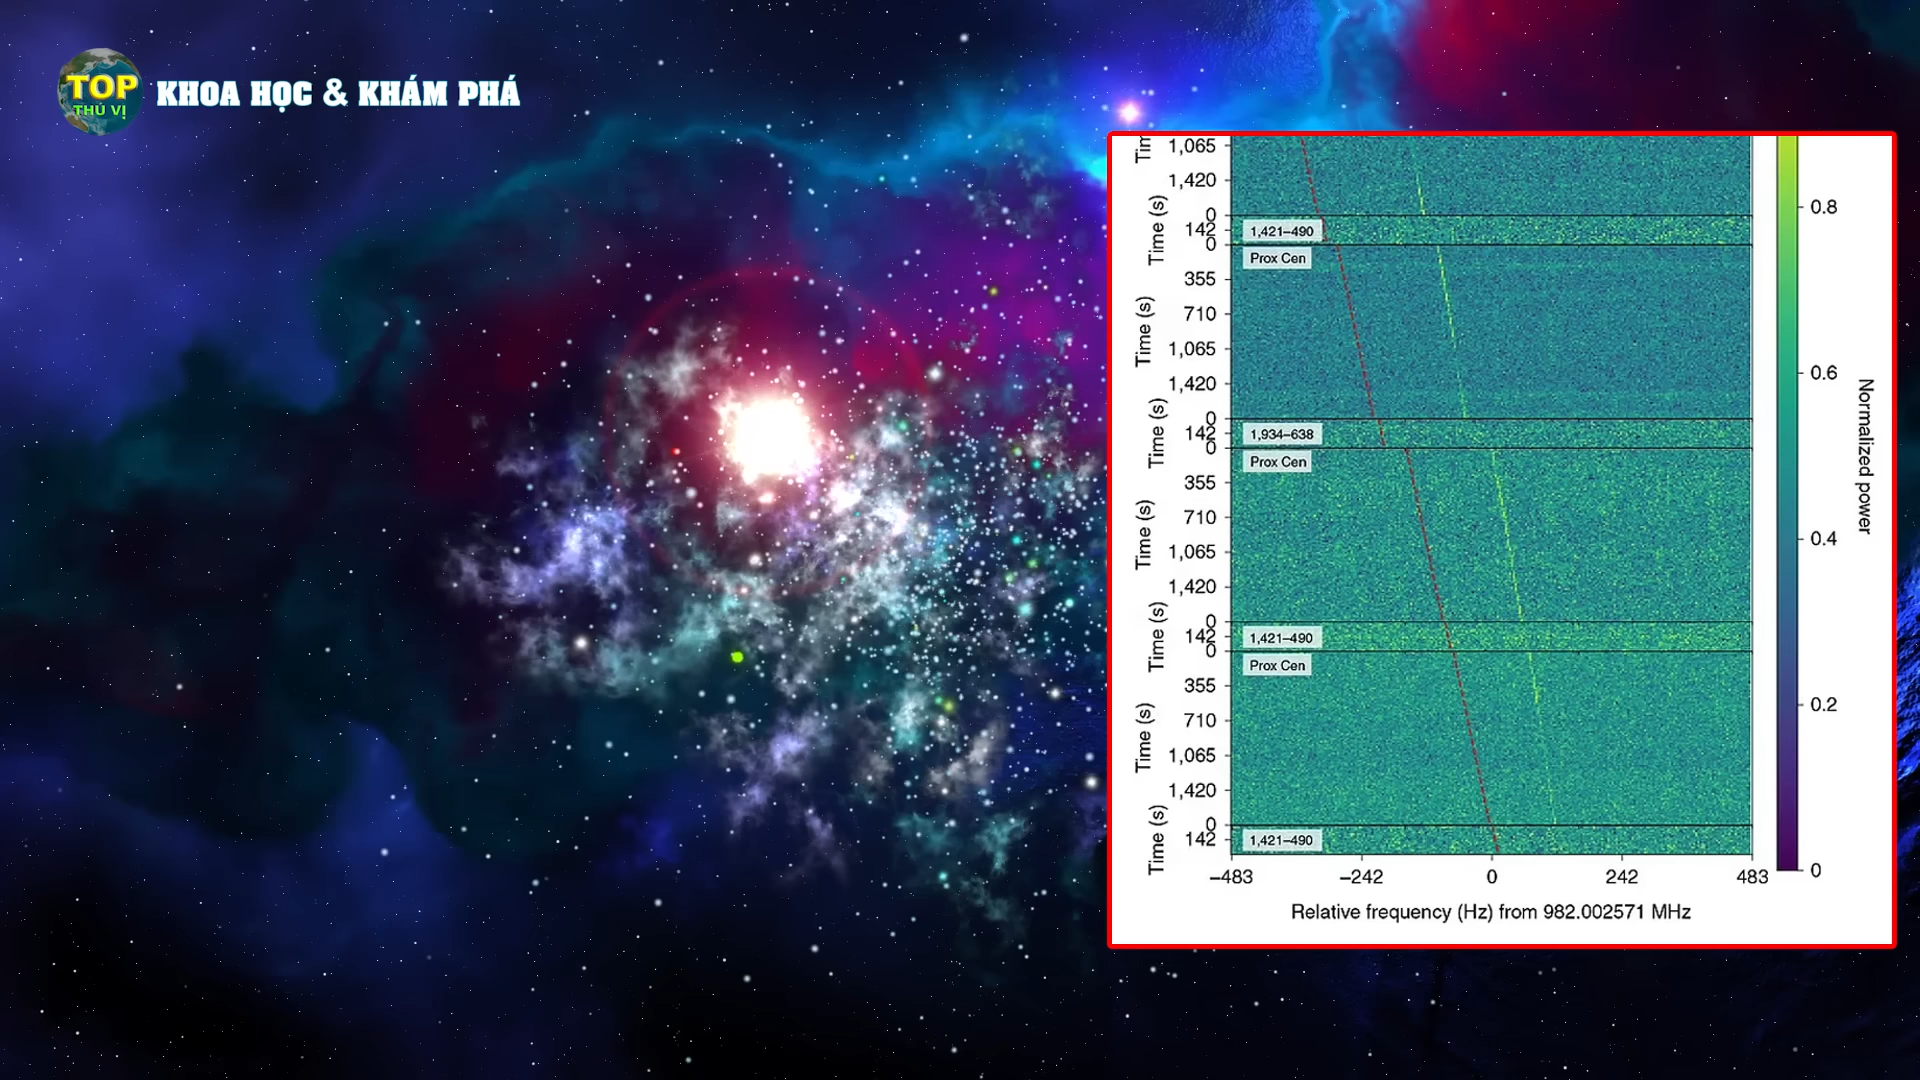 TOP
THÚ VỊ
KHOA HỌC & KHÁM PHÁ
Tim
1,065
1,420
Time (s)
0
142
1,421–490
0
Prox Cen
355
Time (s)
710
1,065
1,420
Time (s)
0
142
1,934–638
0
Prox Cen
355
Time (s)
710
1,065
1,420
Time (s)
0
142
1,421–490
0
Prox Cen
355
Time (s)
710
1,065
1,420
Time (s)
0
142
1,421–490
–483 –242 0 242 483
Relative frequency (Hz) from 982.002571 MHz
0.8
0.6
0.4
0.2
0
Normalized power